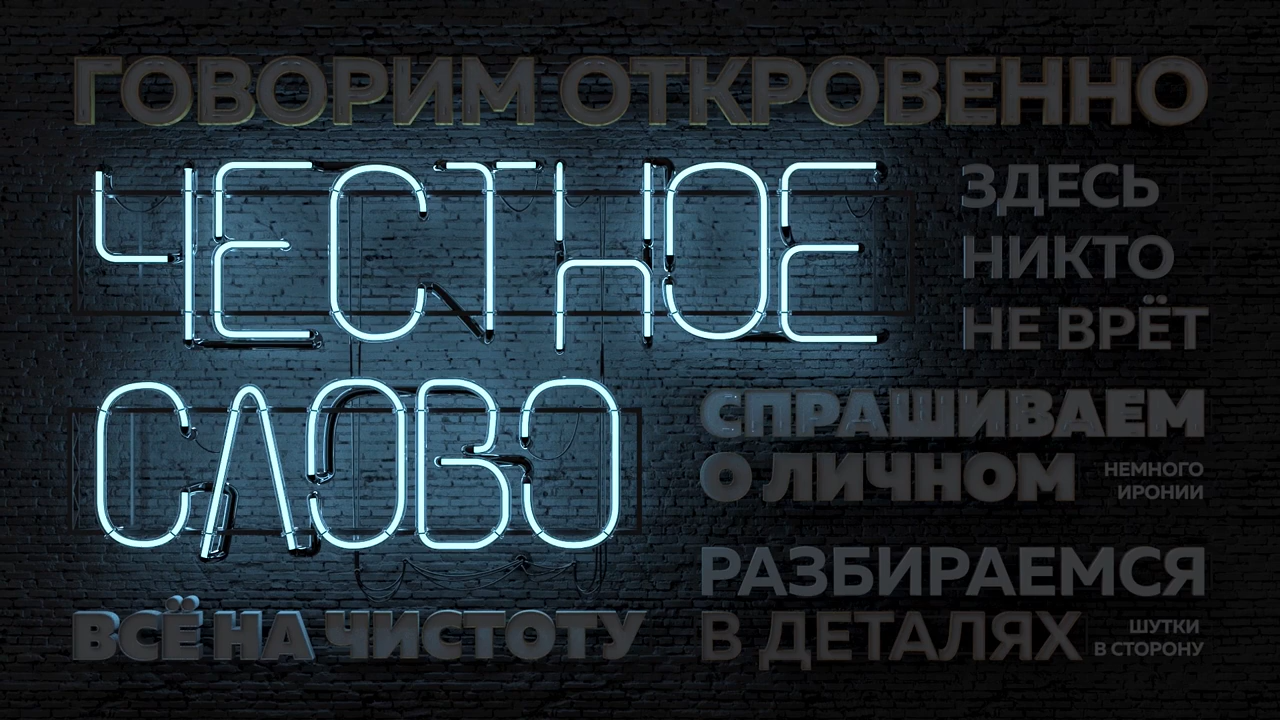 ГОВОРИМ ОТКРОВЕННО
ЧЕСТНОЕ
СЛОВО
ЗДЕСЬ
НИКТО
НЕ ВРЁТ
СПРАШИВАЕМ
О ЛИЧНОМ
НЕМНОГО
ИРОНИИ
РАЗБИРАЕМСЯ
В ДЕТАЛЯХ
ШУТКИ
В СТОРОНУ
ВСЁ НА ЧИСТОТУ